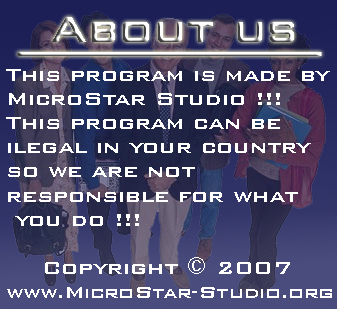 About us
This program is made by
MicroStar Studio !!!
This program can be
ilegal in your country
so we are not
responsible for what
you do !!!
Copyright © 2007
www.MicroStar-Studio.org